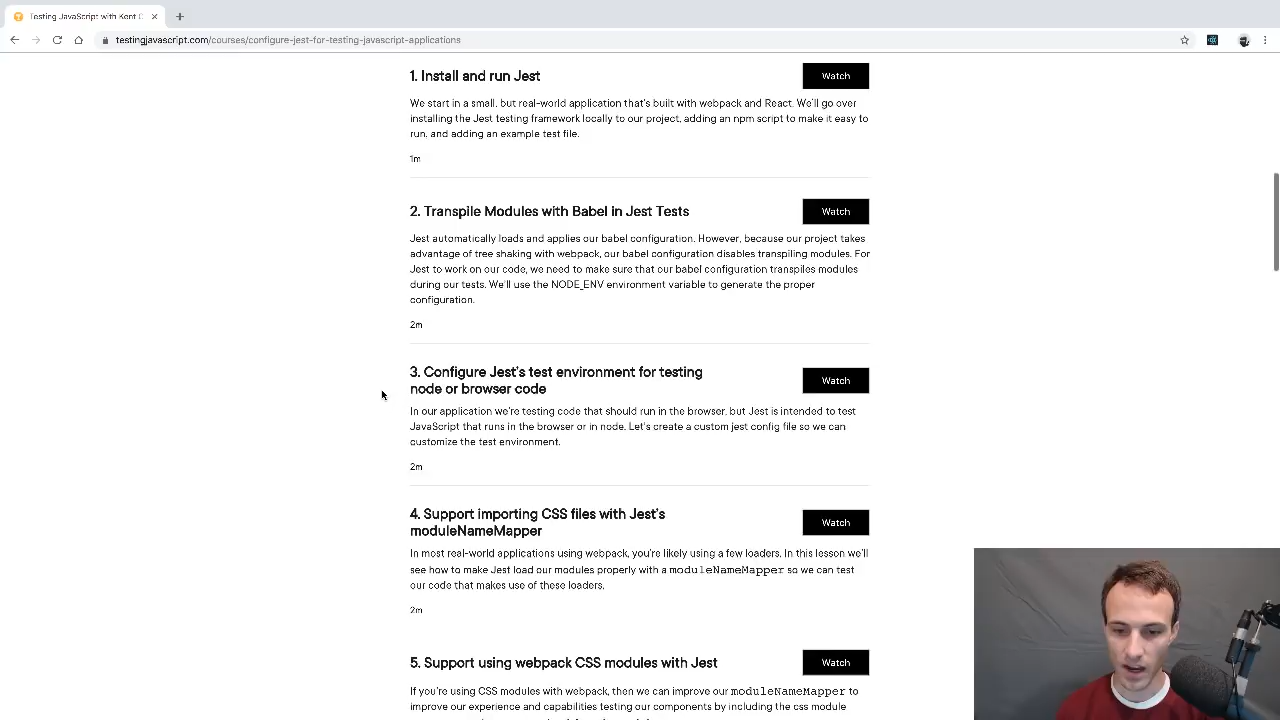 Testing JavaScript with Kent C
testingjavascript.com/courses/configure-jest-for-testing-javascript-applications
1. Install and run Jest
Watch
We start in a small, but real-world application that's built with webpack and React. We'll go over
installing the Jest testing framework locally to our project, adding an npm script to make it easy to
run, and adding an example test file.
1m
2. Transpile Modules with Babel in Jest Tests
Watch
Jest automatically loads and applies our babel configuration. However, because our project takes
advantage of tree shaking with webpack, our babel configuration disables transpiling modules. For
Jest to work on our code, we need to make sure that our babel configuration transpiles modules
during our tests. We'll use the NODE_ENV environment variable to generate the proper
configuration.
2m
3. Configure Jest's test environment for testing
node or browser code
Watch
In our application we're testing code that should run in the browser, but Jest is intended to test
JavaScript that runs in the browser or in node. Let's create a custom jest config file so we can
customize the test environment.
2m
4. Support importing CSS files with Jest's
moduleNameMapper
Watch
In most real-world applications using webpack, you're likely using a few loaders. In this lesson we'll
see how to make Jest load our modules properly with a moduleNameMapper so we can test
our code that makes use of these loaders.
2m
5. Support using webpack CSS modules with Jest
Watch
If you're using CSS modules with webpack, then we can improve our moduleNameMapper to
improve our experience and capabilities testing our components by including the css module